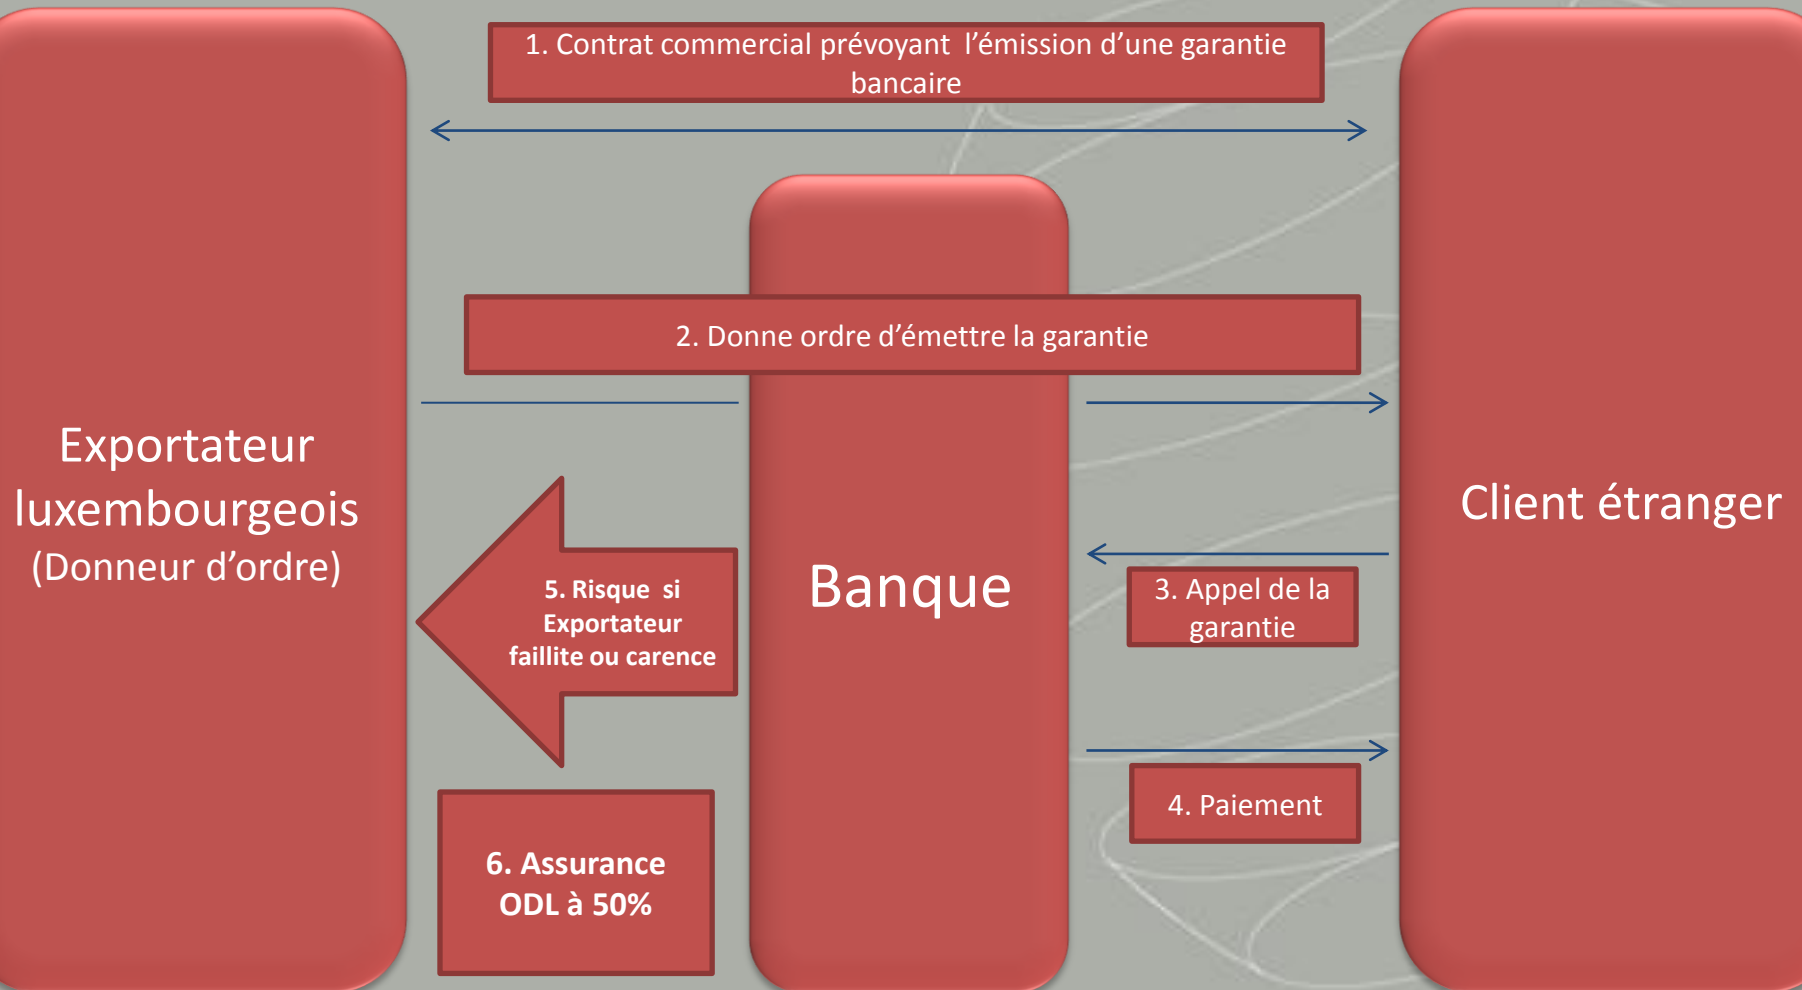 1. Contrat commercial prévoyant l’émission d’une garantie
bancaire
2. Donne ordre d’émettre la garantie
Exportateur
luxembourgeois
(Donneur d’ordre)
Banque
Client étranger
3. Appel de la
garantie
4. Paiement
5. Risque si
Exportateur
faillite ou carence
6. Assurance
ODL à 50%